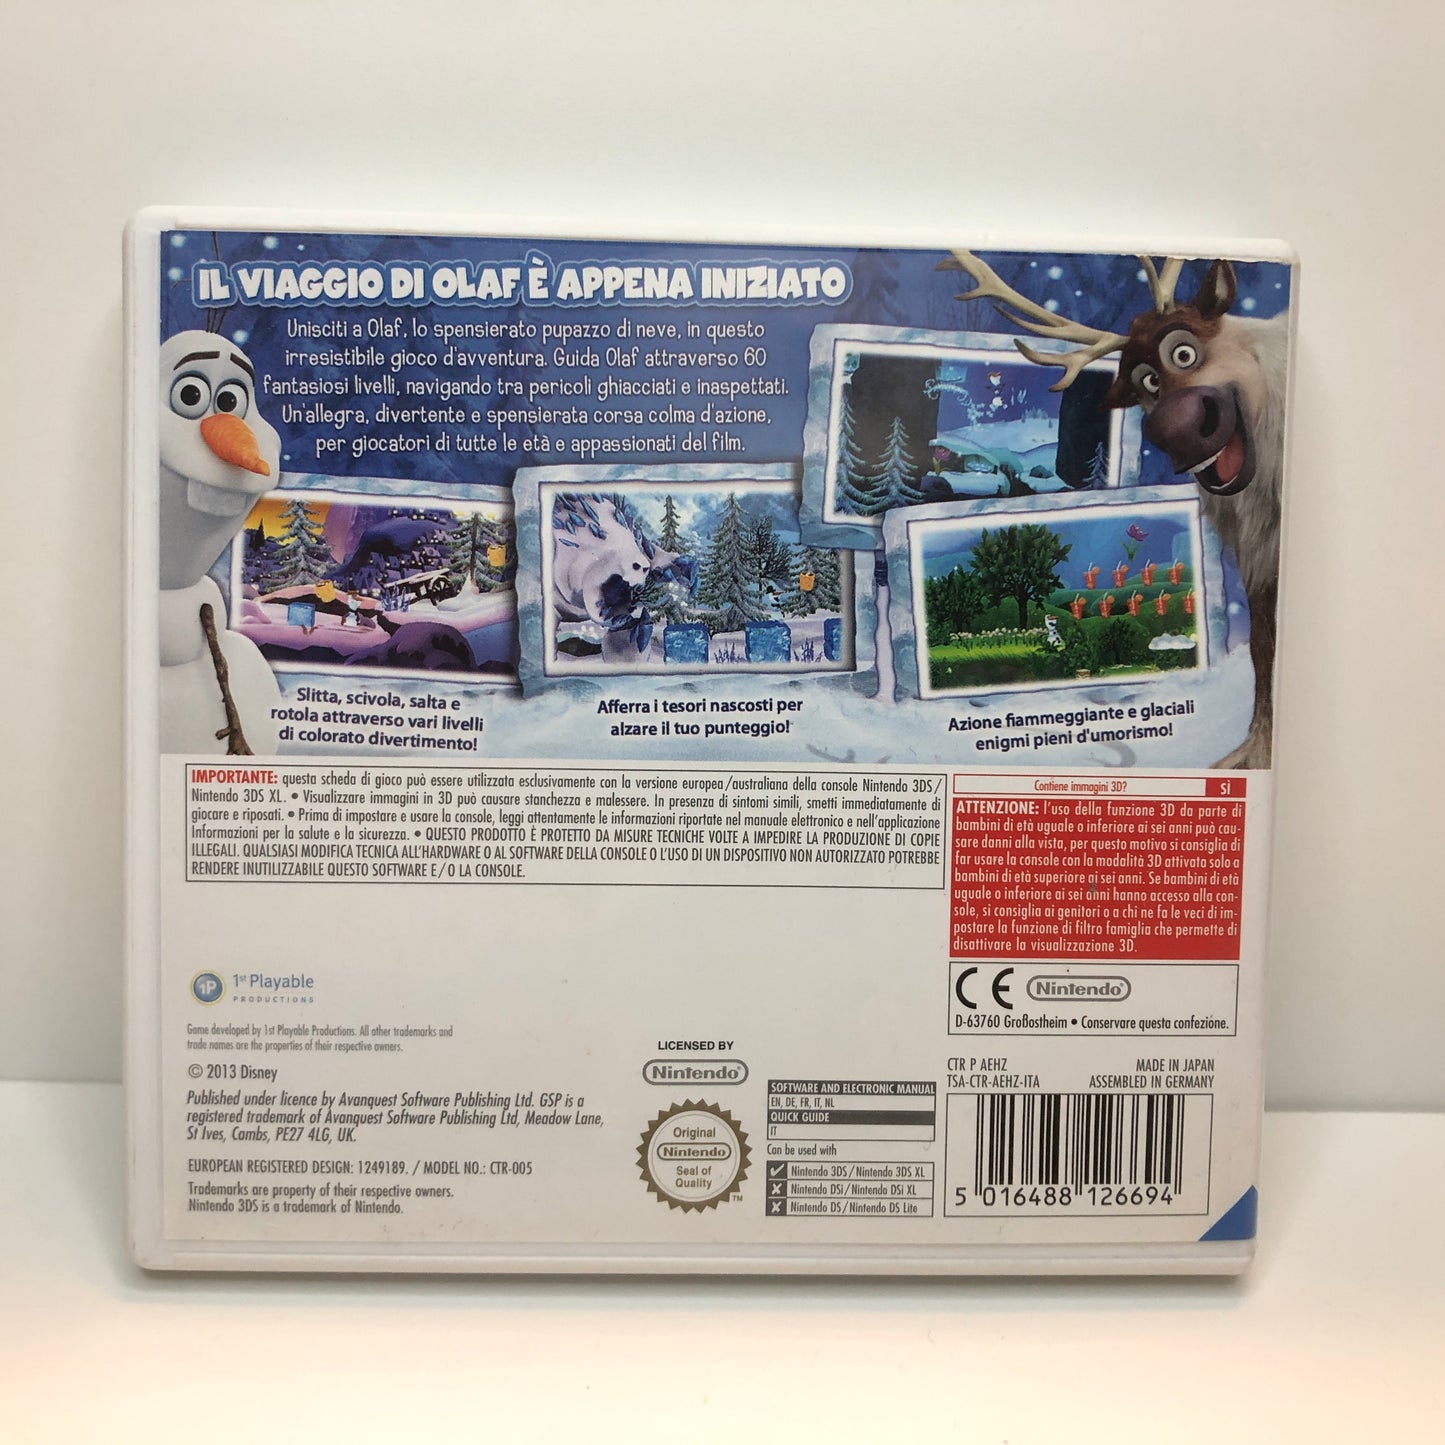 IL VIAGGIO DI OLAF È APPENA INIZIATO
Unisciti a Olaf, lo spensierato pupazzo di neve, in questo
irresistibile gioco d'avventura. Guida Olaf attraverso 60
fantasiosi livelli, navigando tra pericoli ghiacciati e inaspettati.
Un'allegra, divertente e spensierata corsa colma d'azione,
per giocatori di tutte le età e appassionati del film.
Slitta, scivola, salta e
rotola attraverso vari livelli
di colorato divertimento!
Afferra i tesori nascosti per
alzare il tuo punteggio!
Azione fiammeggiante e glaciali
enigmi pieni d'umorismo!
IMPORTANTE: questa scheda di gioco può essere utilizzata esclusivamente con la versione europea/australiana della console Nintendo 3DS/
Nintendo 3DS XL. • Visualizzare immagini in 3D può causare stanchezza e malessere. In presenza di sintomi simili, smetti immediatamente di
giocare e riposati. • Prima di impostare e usare la console, leggi attentamente le informazioni riportate nel manuale elettronico e nell'applicazione
Informazioni per la salute e la sicurezza. • QUESTO PRODOTTO È PROTETTO DA MISURE TECNICHE VOLTE A IMPEDIRE LA PRODUZIONE DI COPIE
ILLEGALI. QUALSIASI MODIFICA TECNICA ALL'HARDWARE O AL SOFTWARE DELLA CONSOLE O L'USO DI UN DISPOSITIVO NON AUTORIZZATO POTREBBE
RENDERE INUTILIZZABILE QUESTO SOFTWARE E/O LA CONSOLE.
Contiene immagini 3D? SÌ
ATTENZIONE: l'uso della funzione 3D da parte di
bambini di età uguale o inferiore ai sei anni può cau-
sare danni alla vista, per questo motivo si consiglia di
far usare la console con la modalità 3D attivata solo a
bambini di età superiore ai sei anni. Se bambini di età
uguale o inferiore ai sei anni hanno accesso alla con-
sole, si consiglia ai genitori o a chi ne fa le veci di im-
postare la funzione di filtro famiglia che permette di
disattivare la visualizzazione 3D.
CE Nintendo®
D-63760 Großostheim • Conservare questa confezione.
1P 1st Playable
PRODUCTIONS
Game developed by 1st Playable Productions. All other trademarks and
trade names are the properties of their respective owners.
© 2013 Disney
Published under licence by Avanquest Software Publishing Ltd. GSP is a
registered trademark of Avanquest Software Publishing Ltd, Meadow Lane,
St Ives, Cambs, PE27 4LG, UK.
EUROPEAN REGISTERED DESIGN: 1249189. / MODEL NO.: CTR-005
Trademarks are property of their respective owners.
Nintendo 3DS is a trademark of Nintendo.
LICENSED BY
Nintendo®
Original
Nintendo®
Seal of
Quality
TM
SOFTWARE AND ELECTRONIC MANUAL
EN, DE, FR, IT, NL
QUICK GUIDE
IT
Can be used with
Nintendo 3DS/Nintendo 3DS XL
Nintendo DSi/Nintendo DSi XL
Nintendo DS/Nintendo DS Lite
CTR P AEHZ MADE IN JAPAN
TSA-CTR-AEHZ-ITA ASSEMBLED IN GERMANY
5 016488 126694